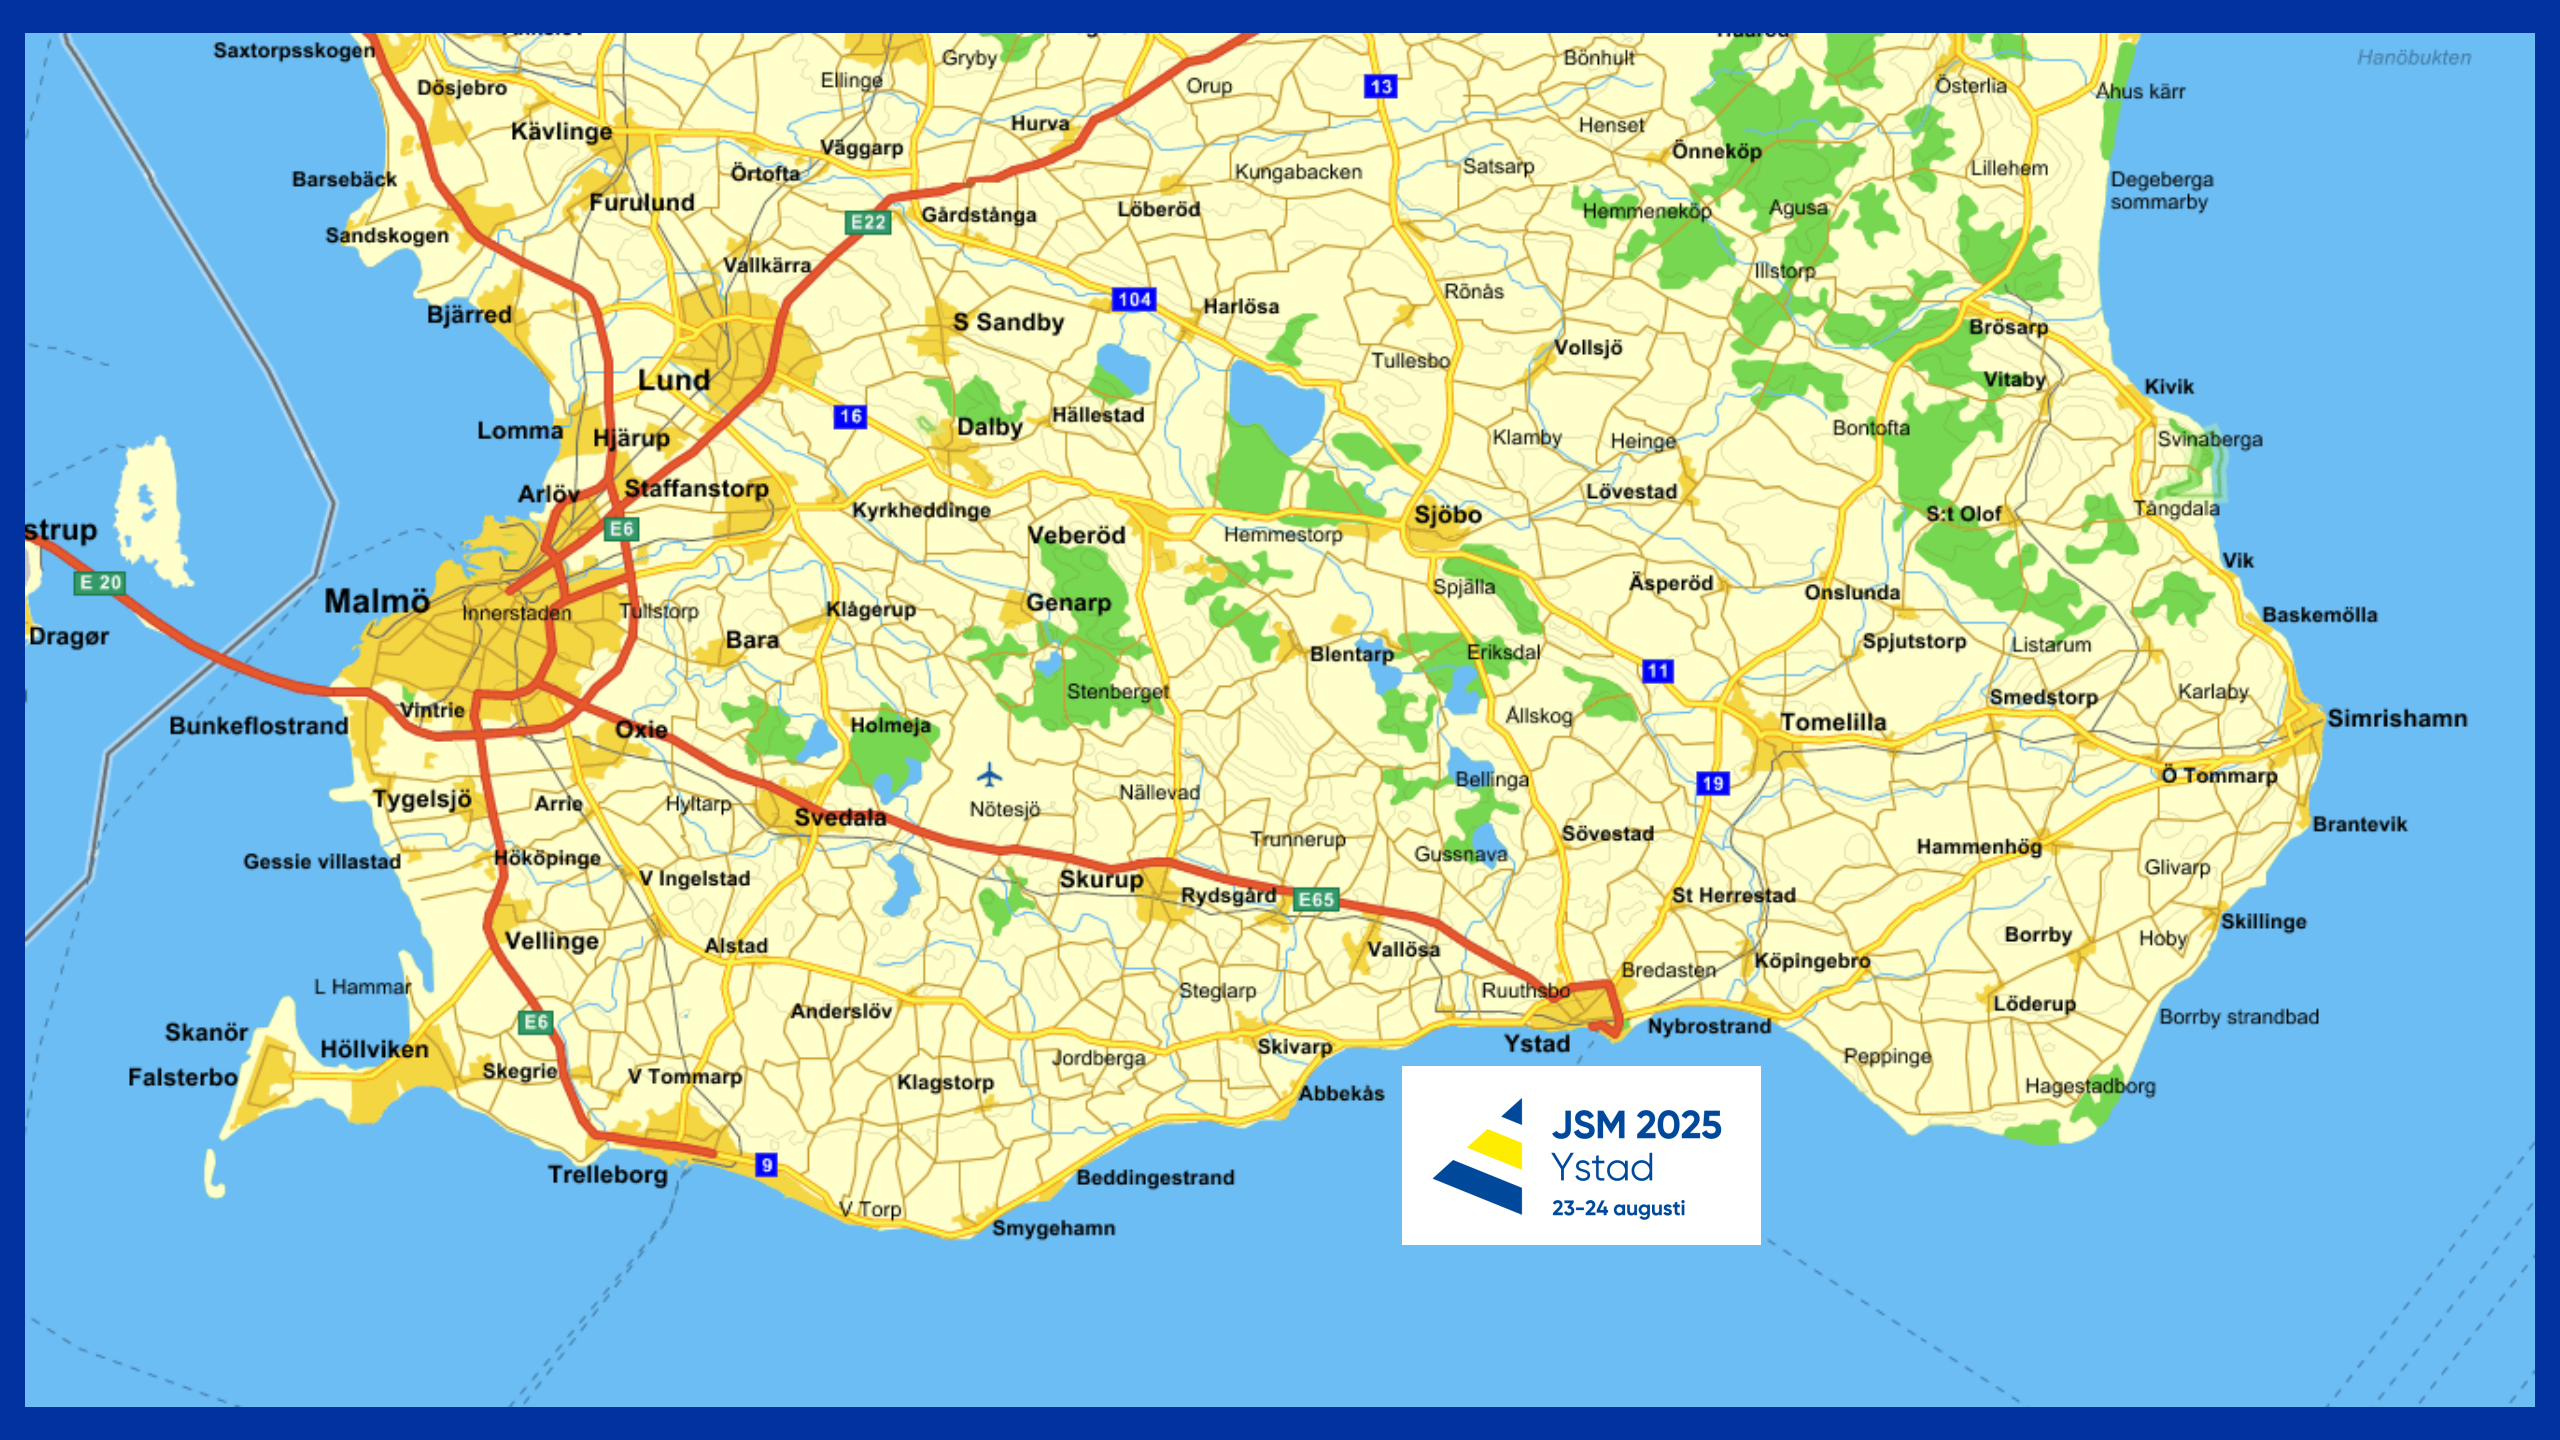 Saxtorpsskogen
Gryby
Bönhult
Hanöbukten
Dösjebro
Ellinge
Orup
13
Österlia
Ahus kärr
Kävlinge
Hurva
Henset
Väggarp
Önneköp
Barsebäck
Örtofta
Kungabacken
Satsarp
Lillehem
Degeberga
sommarby
Furulund
E22
Gårdstånga
Löberöd
Hemmeneköp
Agusa
Sandskogen
Vallkärra
Illstorp
Bjärred
S Sandby
104
Harlösa
Rönås
Brösarp
Vollsjö
Tullesbo
Lund
Vitaby
Kivik
16
Dalby
Hällestad
Lomma
Hjärup
Klamby
Heinge
Bontofta
Svinaberga
Arlöv
Staffanstorp
Lövestad
Kyrkheddinge
Sjöbo
S:t Olof
Tångdala
strup
E6
Veberöd
Hemmestorp
Vik
E 20
Spjälla
Äsperöd
Onslunda
Malmö
Innerstaden
Tullstorp
Klågerup
Genarp
Baskemölla
Dragør
Bara
Blentarp
Eriksdal
Spjutstorp
Listarum
11
Stenberget
Smedstorp
Karlaby
Bunkeflostrand
Vintrie
Oxie
Holmeja
Allskog
Tomelilla
Simrishamn
Tygelsjö
Arrie
Hyltarp
Svedala
Nötesjö
Nällevad
Bellinga
19
Ö Tommarp
Brantevik
Gessie villastad
Hököpinge
V Ingelstad
Trunnerup
Gussnava
Sövestad
Hammenhög
Glivarp
Skurup
Rydsgård
E65
St Herrestad
Skillinge
Vellinge
Alstad
Vallösa
Borrby
Hoby
L Hammar
Steglarp
Ruuthsbo
Bredasten
Köpingebro
Skanör
Höllviken
E6
Anderslöv
Löderup
Borrby strandbad
Ystad
Nybrostrand
Falsterbo
Skegrie
V Tommarp
Klagstorp
Jordberga
Skivarp
Peppinge
Abbekås
Hagestadborg
Trelleborg
9
Beddingestrand
V Torp
Smygehamn
JSM 2025
Ystad
23-24 augusti